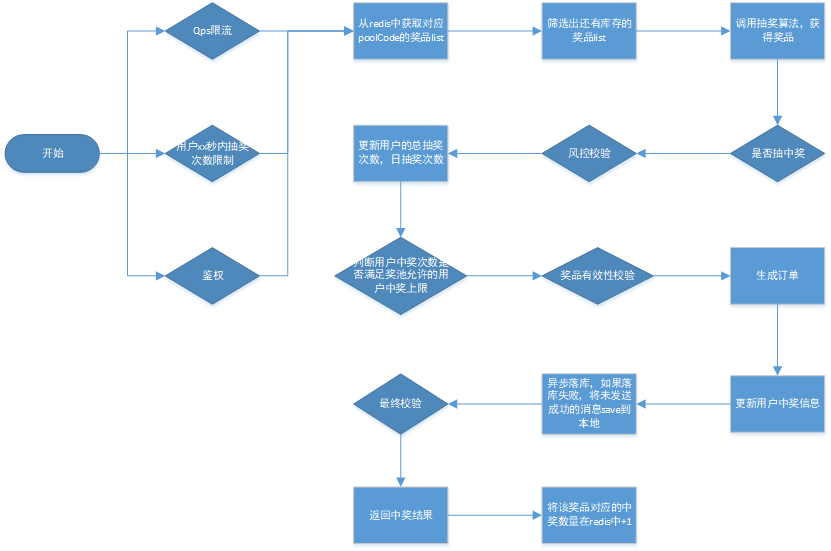 Qps限流
从redis中获取对应
poolCode的奖品list
筛选出还有库存的
奖品list
调用抽奖算法，获
得奖品
开始
用户xx秒内抽奖
次数限制
更新用户的总抽奖
次数，日抽奖次数
风控校验
是否抽中奖
鉴权
判断用户中奖次数是
否满足奖池允许的用
户中奖上限
奖品有效性校验
生成订单
最终校验
异步落库，如果落
库失败，将未发送
成功的消息save到
本地
更新用户中奖信息
返回中奖结果
将该奖品对应的中
奖数量在redis中+1